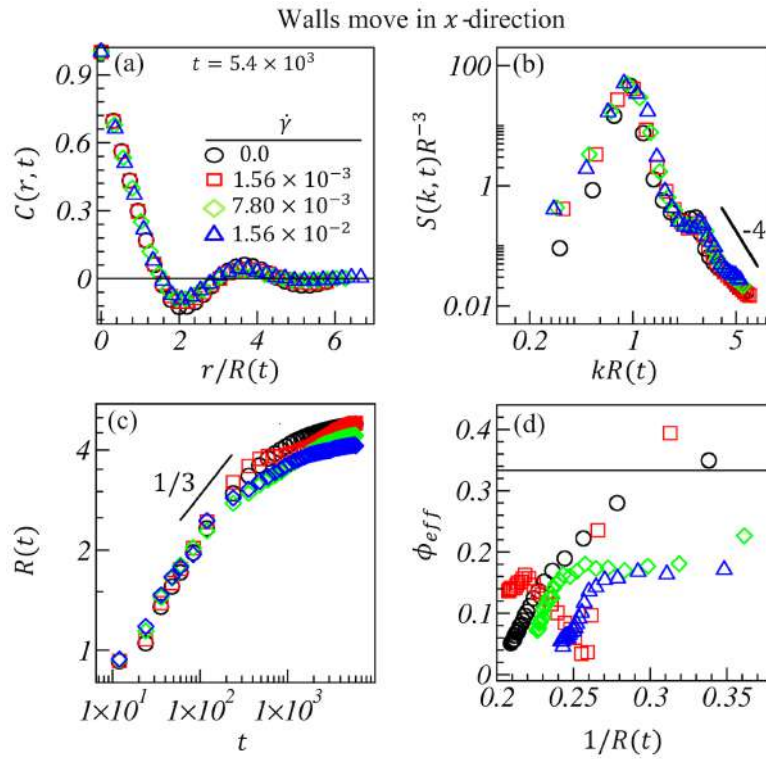 Walls move in x-direction
(a)
t = 5.4 × 10³
γ̇
0.0
1.56 × 10⁻³
7.80 × 10⁻³
1.56 × 10⁻²
C(r, t)
0.9
0.6
0.3
0
0 2 4 6
r/R(t)
(b)
S(k, t)R⁻³
100
1
0.01
-4
0.2 1 5
kR(t)
(c)
1/3
R(t)
4
2
1
1×10¹ 1×10² 1×10³
t
(d)
ϕeff
0.4
0.3
0.2
0.1
0
0.2 0.25 0.3 0.35
1/R(t)